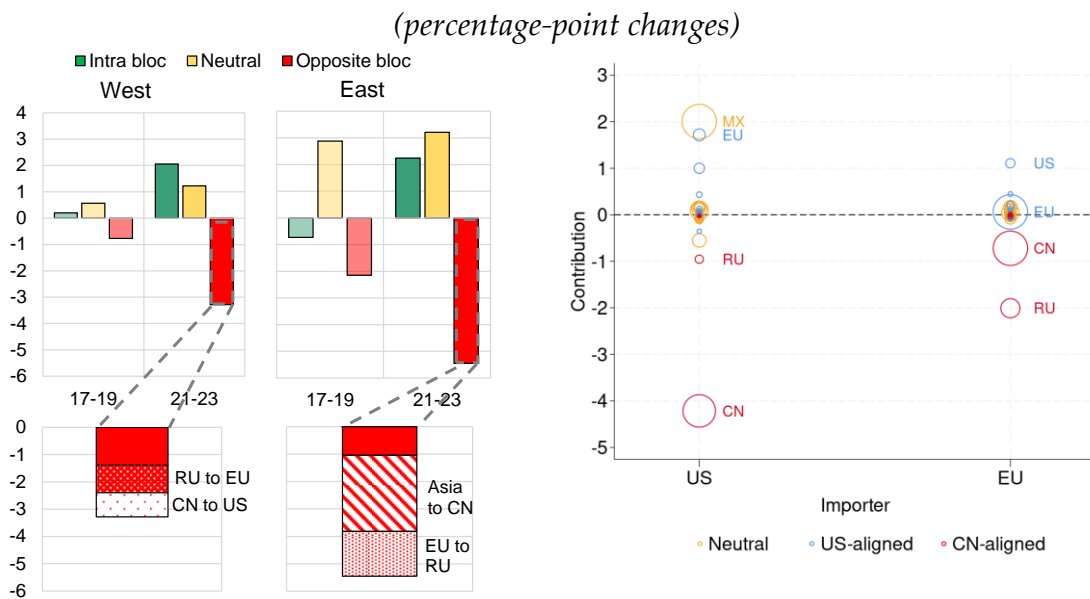 (percentage-point changes)
Intra bloc Neutral Opposite bloc
West East
4
3
2
1
0
-1
-2
-3
-4
-5
-6
17-19 21-23 17-19 21-23
0
-1
-2
-3
-4
-5
-6
RU to EU
CN to US
Asia
to CN
EU to
RU
Contribution
3
2
1
0
-1
-2
-3
-4
-5
MX
EU
RU
CN
US
EU
CN
RU
US EU
Importer
Neutral US-aligned CN-aligned